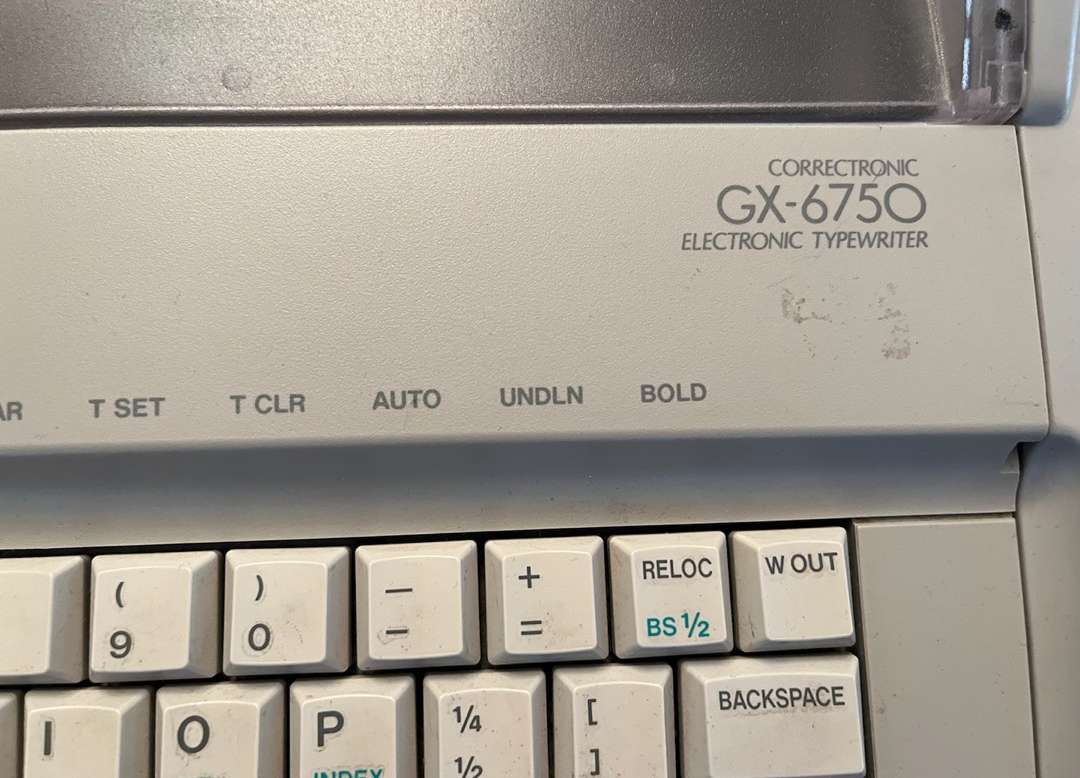 CORRECTRONIC
GX-6750
ELECTRONIC TYPEWRITER
T SET T CLR AUTO UNDLN BOLD
( ) — + RELOC W OUT
9 0 – = BS ½
I O P ¼ [ BACKSPACE
INDEX ½ ]